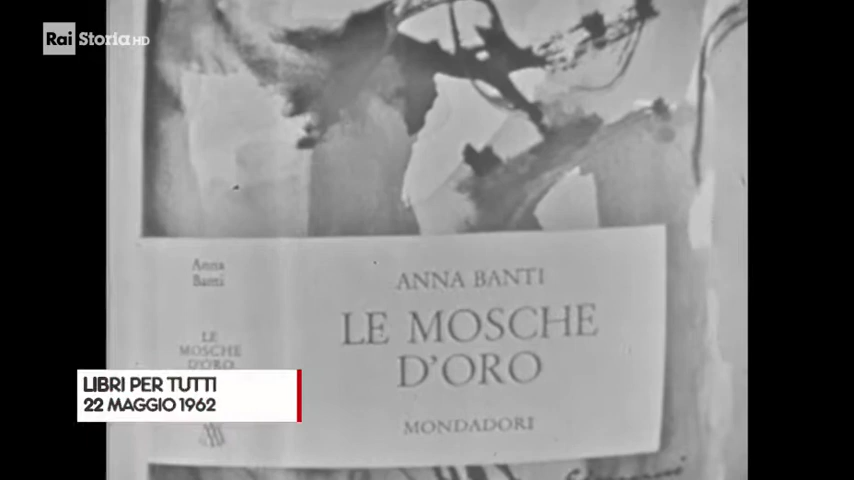 Rai Storia HD
Anna
Banti
LE
MOSCHE
D'ORO
ANNA BANTI
LE MOSCHE
D'ORO
MONDADORI
LIBRI PER TUTTI
22 MAGGIO 1962